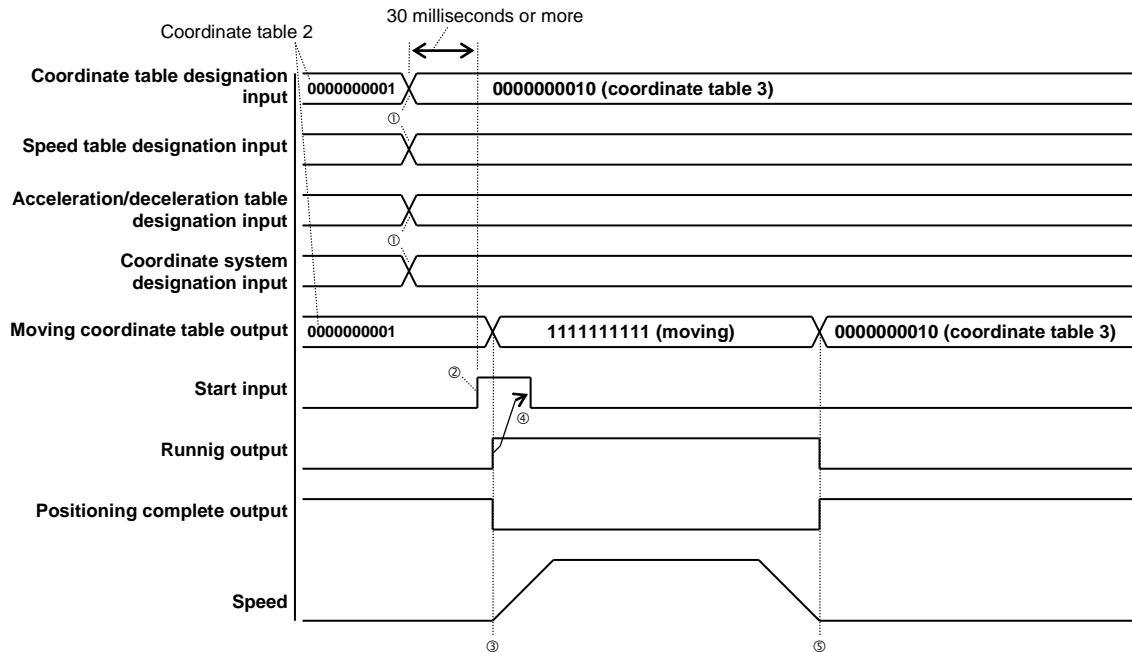 30 milliseconds or more
Coordinate table 2
Coordinate table designation
input
0000000001
0000000010 (coordinate table 3)
①
Speed table designation input
Acceleration/deceleration table
designation input
①
Coordinate system
designation input
Moving coordinate table output
0000000001
1111111111 (moving)
0000000010 (coordinate table 3)
②
Start input
④
Runnig output
Positioning complete output
Speed
③
⑤